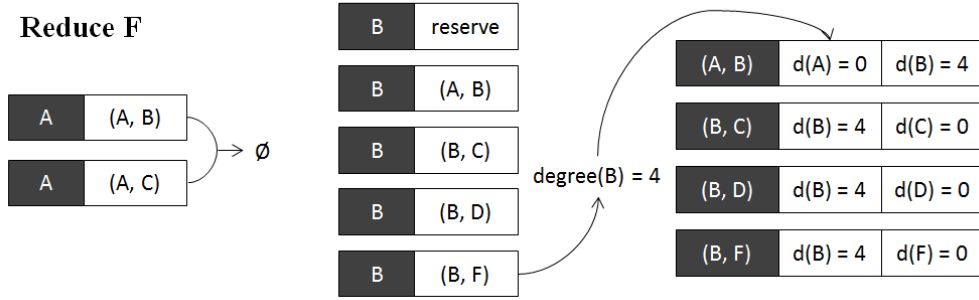 Reduce F
A (A, B)
A (A, C)
Ø
B reserve
B (A, B)
B (B, C)
B (B, D)
B (B, F)
degree(B) = 4
(A, B) d(A) = 0 d(B) = 4
(B, C) d(B) = 4 d(C) = 0
(B, D) d(B) = 4 d(D) = 0
(B, F) d(B) = 4 d(F) = 0